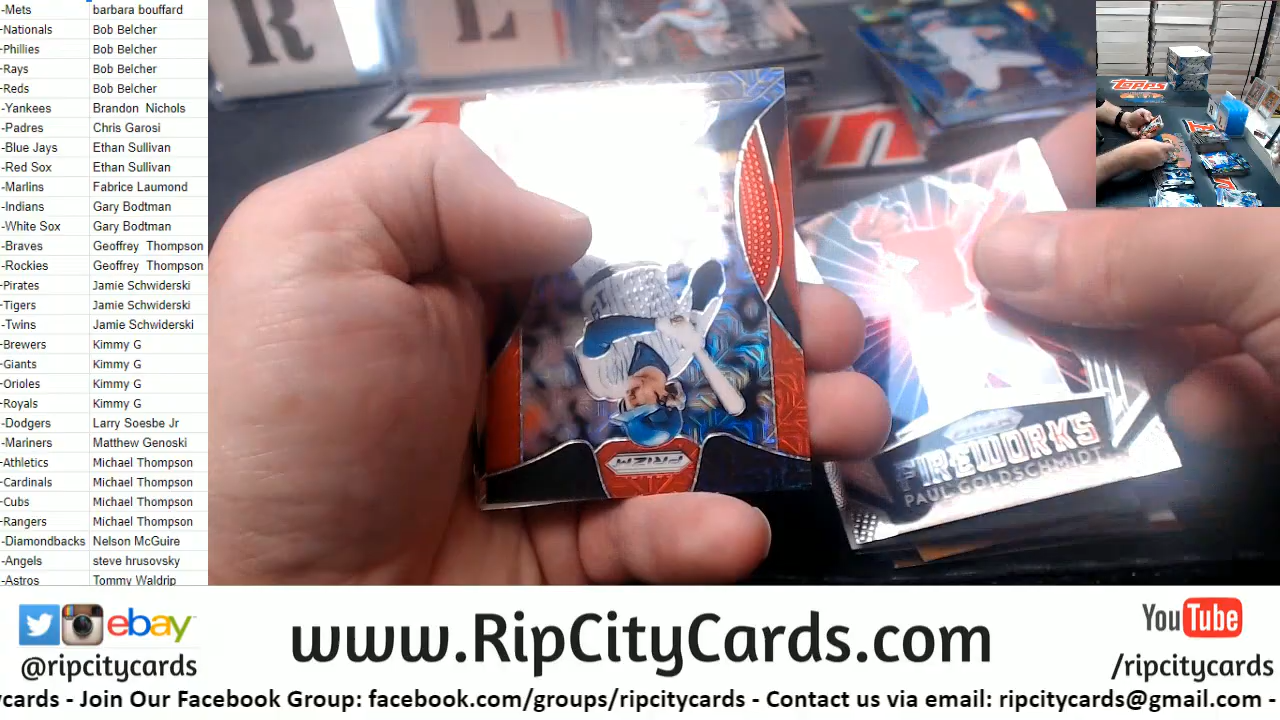 -Mets barbara bouffard
-Nationals Bob Belcher
-Phillies Bob Belcher
-Rays Bob Belcher
-Reds Bob Belcher
-Yankees Brandon Nichols
-Padres Chris Garosi
-Blue Jays Ethan Sullivan
-Red Sox Ethan Sullivan
-Marlins Fabrice Laumond
-Indians Gary Bodtman
-White Sox Gary Bodtman
-Braves Geoffrey Thompson
-Rockies Geoffrey Thompson
-Pirates Jamie Schwiderski
-Tigers Jamie Schwiderski
-Twins Jamie Schwiderski
-Brewers Kimmy G
-Giants Kimmy G
-Orioles Kimmy G
-Royals Kimmy G
-Dodgers Larry Soesbe Jr
-Mariners Matthew Genoski
-Athletics Michael Thompson
-Cardinals Michael Thompson
-Cubs Michael Thompson
-Rangers Michael Thompson
-Diamondbacks Nelson McGuire
-Angels steve hrusovsky
-Astros Tommy Waldrip
R L
Topps
PRIZM
PRIZM
FIREWORKS
PAUL GOLDSCHMIDT
ebay
@ripcitycards
www.RipCityCards.com
YouTube
/ripcitycards
ycards - Join Our Facebook Group: facebook.com/groups/ripcitycards - Contact us via email: ripcitycards@gmail.com -